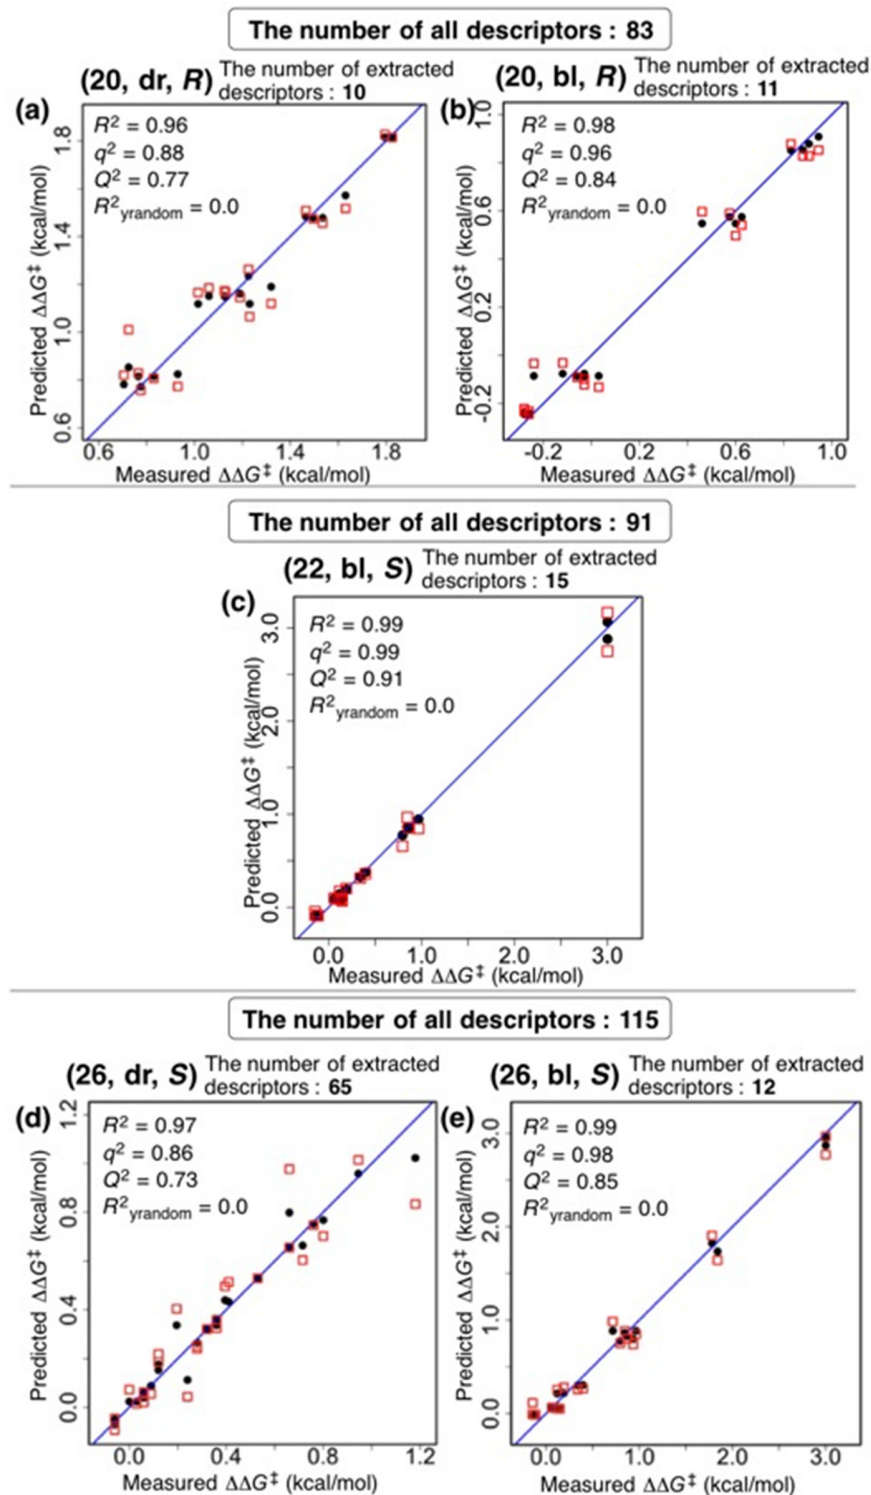 The number of all descriptors : 83
(20, dr, R) The number of extracted
descriptors : 10
(a)
R² = 0.96
q² = 0.88
Q² = 0.77
R²yrandom = 0.0
Predicted ΔΔG‡ (kcal/mol)
1.8
1.4
1.0
0.6
0.6 1.0 1.4 1.8
Measured ΔΔG‡ (kcal/mol)
(20, bl, R) The number of extracted
descriptors : 11
(b)
R² = 0.98
q² = 0.96
Q² = 0.84
R²yrandom = 0.0
Predicted ΔΔG‡ (kcal/mol)
1.0
0.6
0.2
-0.2
-0.2 0.2 0.6 1.0
Measured ΔΔG‡ (kcal/mol)
The number of all descriptors : 91
(22, bl, S) The number of extracted
descriptors : 15
(c)
R² = 0.99
q² = 0.99
Q² = 0.91
R²yrandom = 0.0
Predicted ΔΔG‡ (kcal/mol)
3.0
2.0
1.0
0.0
0.0 1.0 2.0 3.0
Measured ΔΔG‡ (kcal/mol)
The number of all descriptors : 115
(26, dr, S) The number of extracted
descriptors : 65
(d)
R² = 0.97
q² = 0.86
Q² = 0.73
R²yrandom = 0.0
Predicted ΔΔG‡ (kcal/mol)
1.2
0.8
0.4
0.0
0.0 0.4 0.8 1.2
Measured ΔΔG‡ (kcal/mol)
(26, bl, S) The number of extracted
descriptors : 12
(e)
R² = 0.99
q² = 0.98
Q² = 0.85
R²yrandom = 0.0
Predicted ΔΔG‡ (kcal/mol)
3.0
2.0
1.0
0.0
0.0 1.0 2.0 3.0
Measured ΔΔG‡ (kcal/mol)